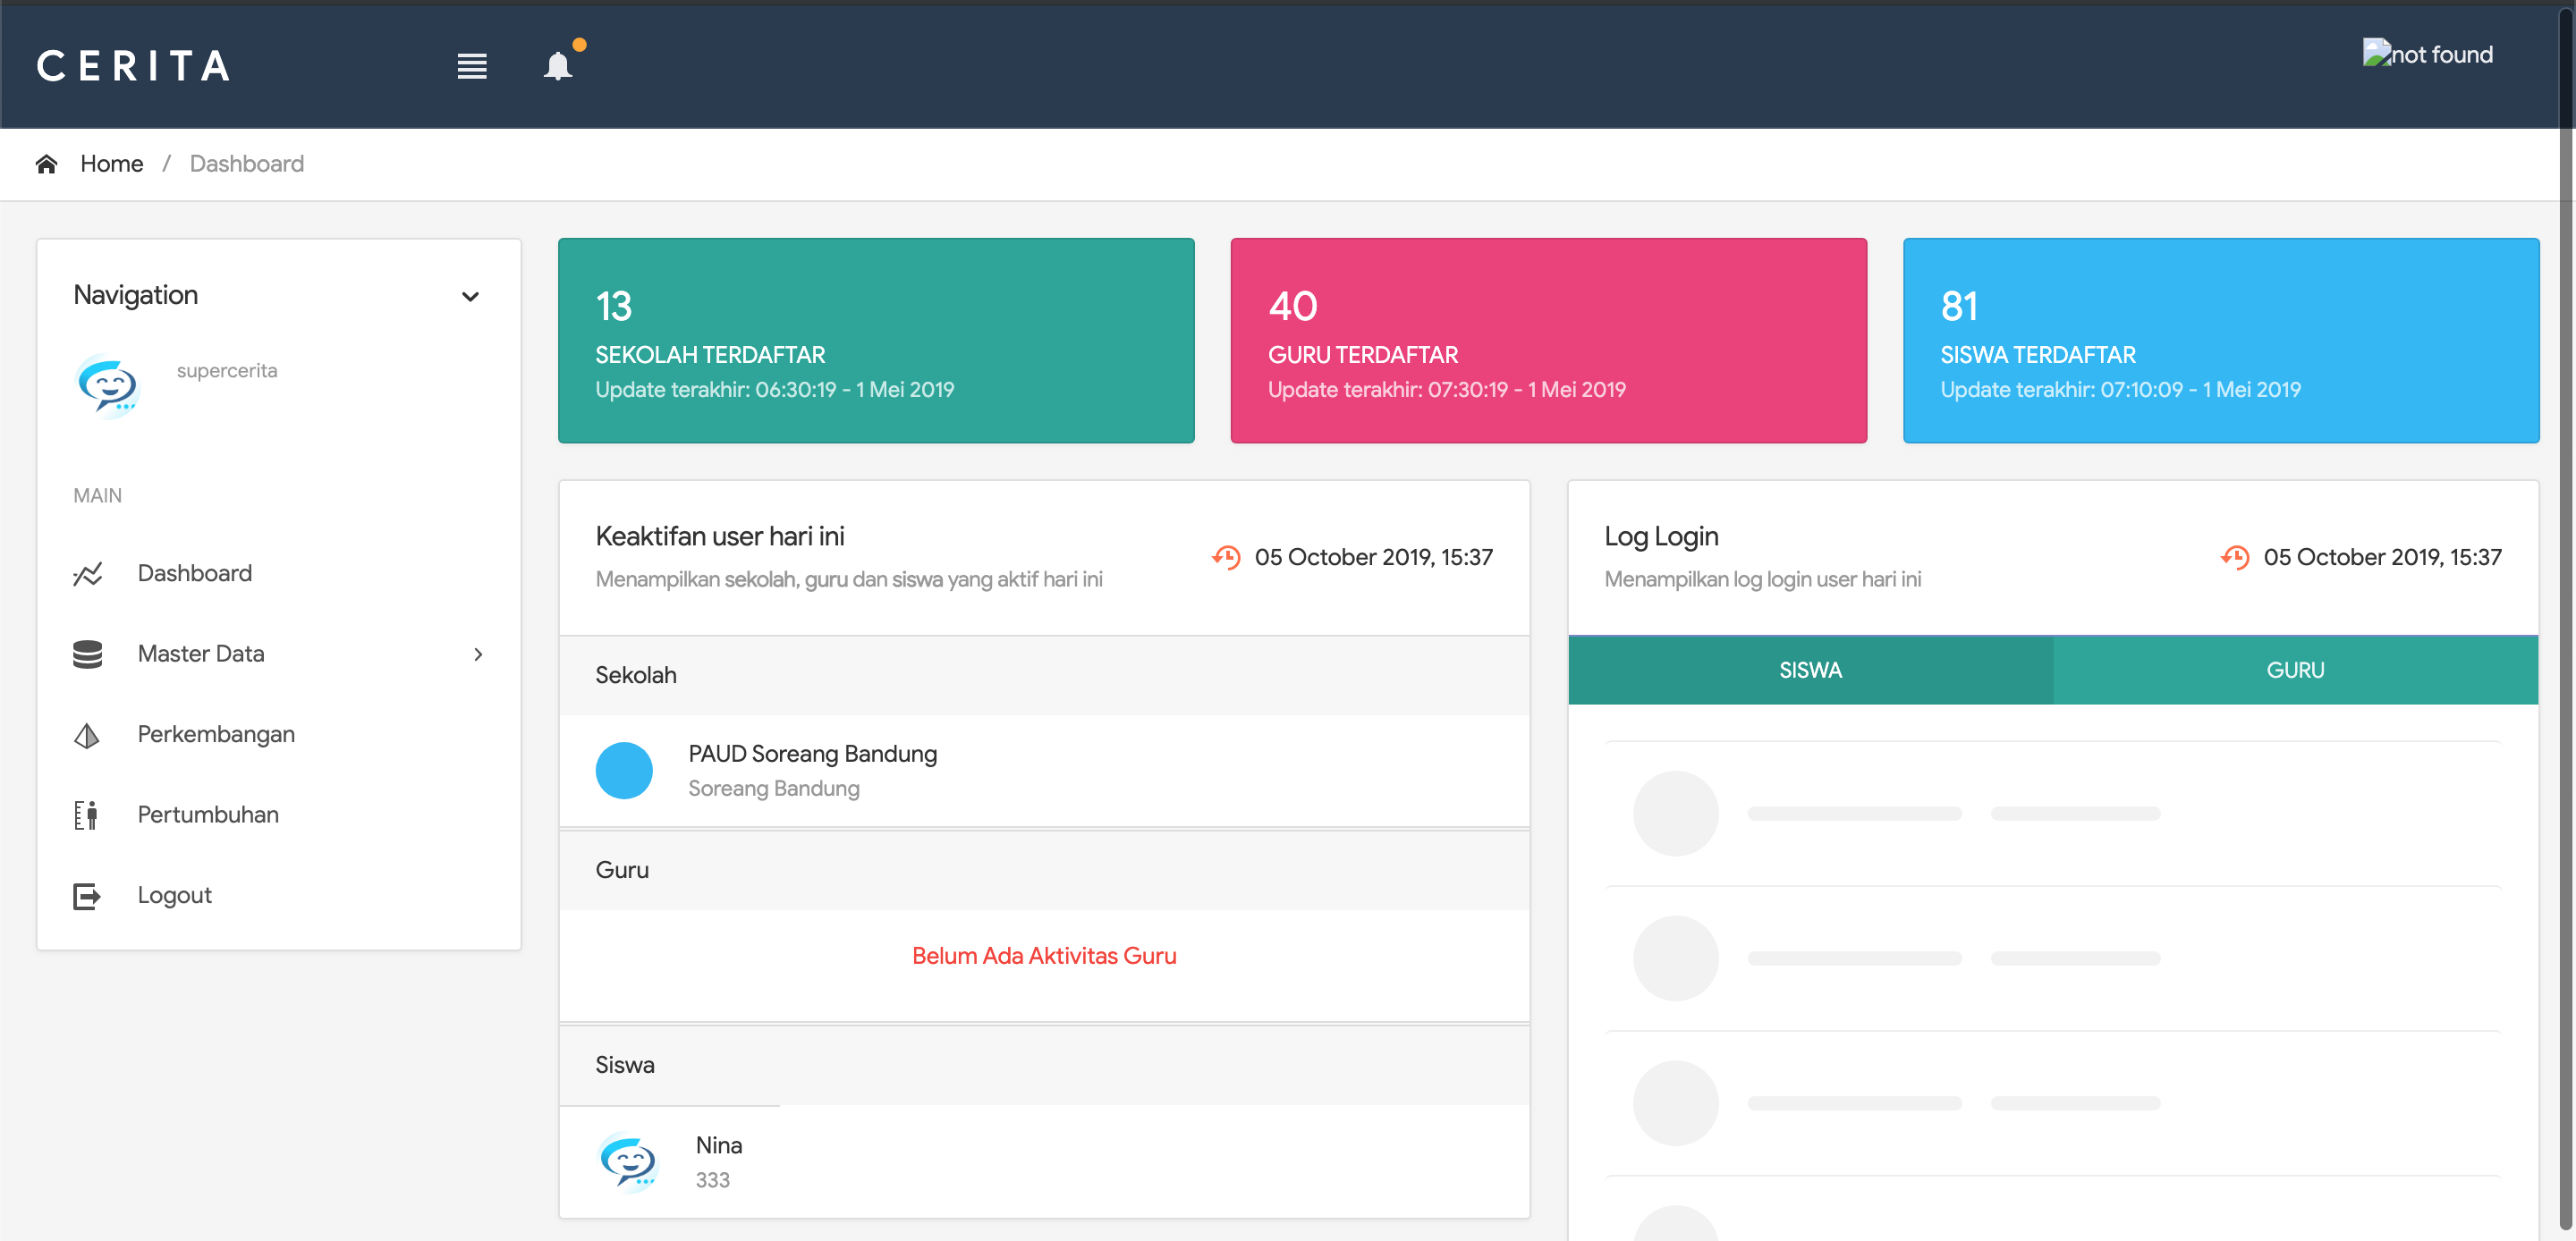 CERITA
not found
Home / Dashboard
Navigation
supercerita
MAIN
Dashboard
Master Data
Perkembangan
Pertumbuhan
Logout
13
SEKOLAH TERDAFTAR
Update terakhir: 06:30:19 - 1 Mei 2019
40
GURU TERDAFTAR
Update terakhir: 07:30:19 - 1 Mei 2019
81
SISWA TERDAFTAR
Update terakhir: 07:10:09 - 1 Mei 2019
Keaktifan user hari ini
Menampilkan sekolah, guru dan siswa yang aktif hari ini
05 October 2019, 15:37
Sekolah
PAUD Soreang Bandung
Soreang Bandung
Guru
Belum Ada Aktivitas Guru
Siswa
Nina
333
Log Login
Menampilkan log login user hari ini
05 October 2019, 15:37
SISWA
GURU